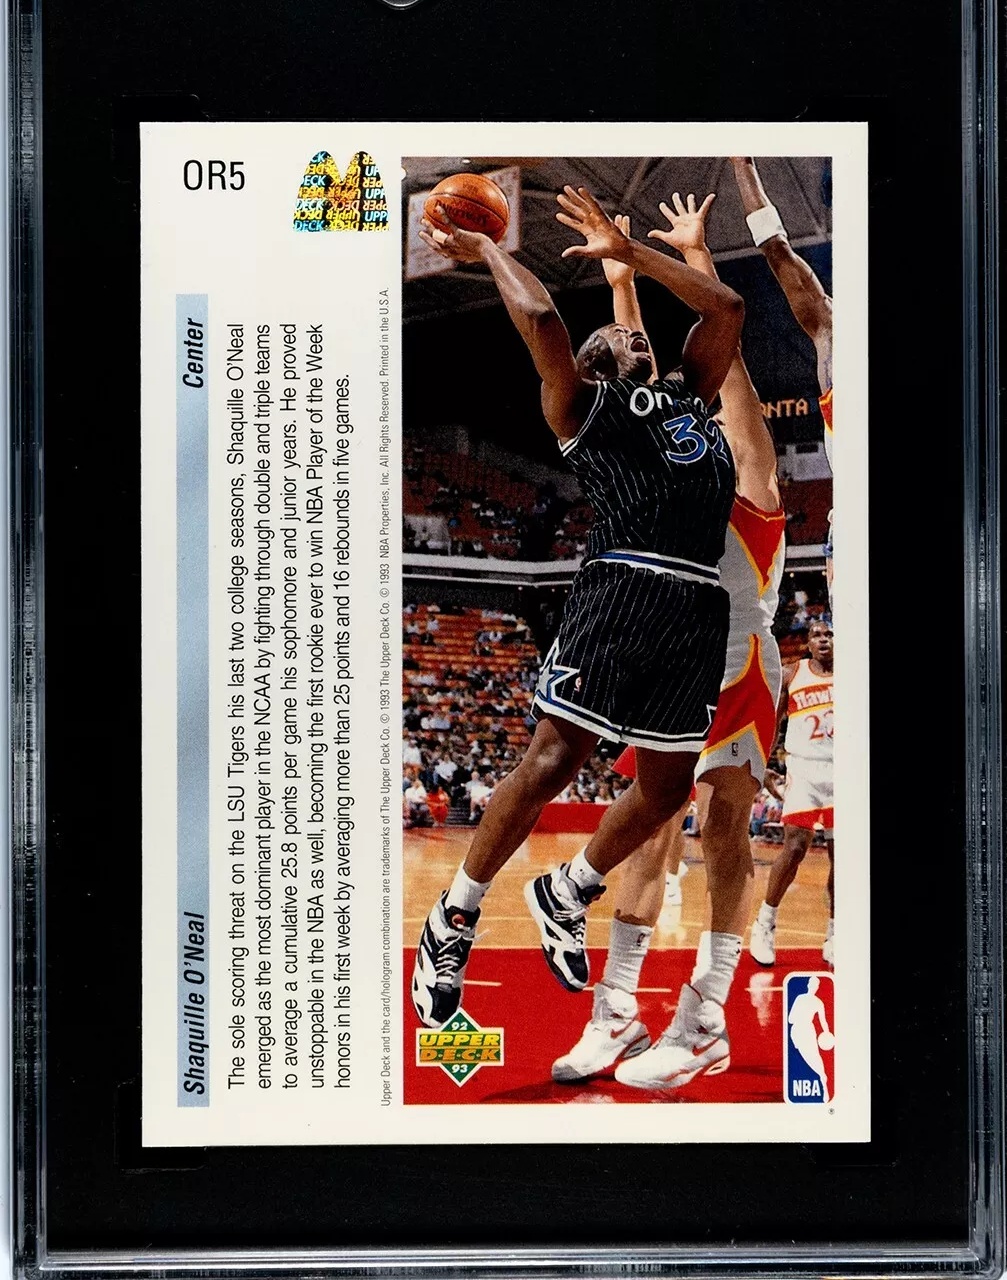 OR5
Shaquille O'Neal Center
The sole scoring threat on the LSU Tigers his last two college seasons, Shaquille O'Neal
emerged as the most dominant player in the NCAA by fighting through double and triple teams
to average a cumulative 25.8 points per game his sophomore and junior years. He proved
unstoppable in the NBA as well, becoming the first rookie ever to win NBA Player of the Week
honors in his first week by averaging more than 25 points and 16 rebounds in five games.
Upper Deck and the card/hologram combination are trademarks of The Upper Deck Co. © 1993 The Upper Deck Co. © 1993 NBA Properties, Inc. All Rights Reserved. Printed in the U.S.A.
SPALDING
On
32
ANTA
Hawk
22
92
UPPER
DECK
93
NBA
®